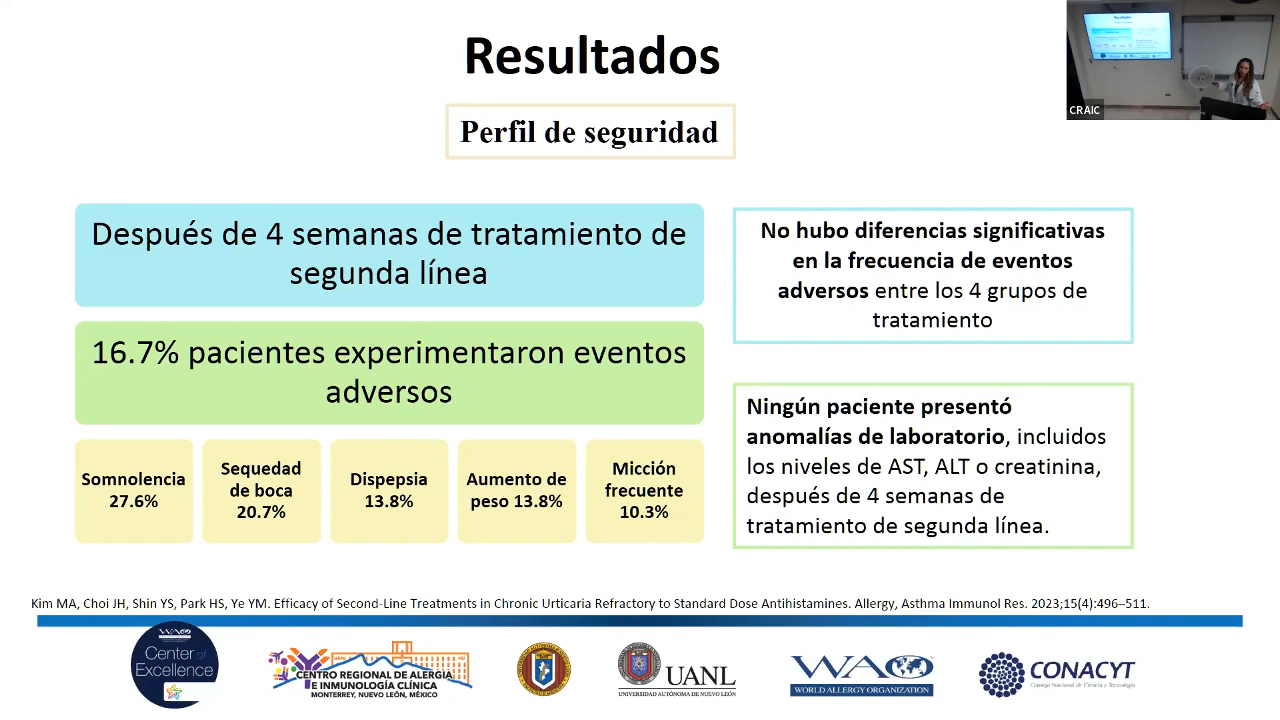 Resultados
Perfil de seguridad
Después de 4 semanas de tratamiento de
segunda línea
16.7% pacientes experimentaron eventos
adversos
Somnolencia
27.6%
Sequedad
de boca
20.7%
Dispepsia
13.8%
Aumento de
peso 13.8%
Micción
frecuente
10.3%
No hubo diferencias significativas
en la frecuencia de eventos
adversos entre los 4 grupos de
tratamiento
Ningún paciente presentó
anomalías de laboratorio, incluidos
los niveles de AST, ALT o creatinina,
después de 4 semanas de
tratamiento de segunda línea.
CRAIC
Kim MA, Choi JH, Shin YS, Park HS, Ye YM. Efficacy of Second-Line Treatments in Chronic Urticaria Refractory to Standard Dose Antihistamines. Allergy, Asthma Immunol Res. 2023;15(4):496–511.
Center of
Excellence
UANL
CENTRO REGIONAL DE ALERGIA
E INMUNOLOGÍA CLÍNICA
MONTERREY, NUEVO LEÓN, MÉXICO
UANL
UNIVERSIDAD AUTÓNOMA DE NUEVO LEÓN
WAO
WORLD ALLERGY ORGANIZATION
CONACYT
Consejo Nacional de Ciencia y Tecnología